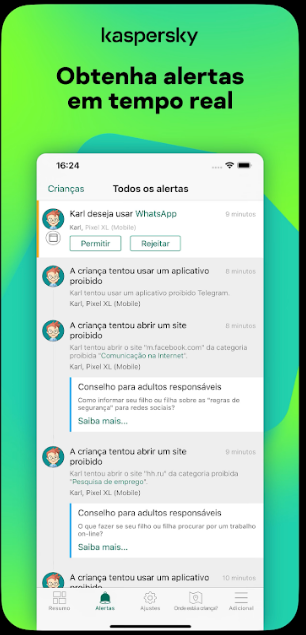 kaspersky
Obtenha alertas
em tempo real
16:24
Crianças
Todos os alertas
Karl deseja usar WhatsApp
9 minutos
Karl, Pixel XL (Mobile)
Permitir
Rejeitar
A criança tentou usar um aplicativo
proibido
8 minutos
Karl tentou usar um aplicativo proibido Telegram.
Karl, Pixel XL (Mobile)
A criança tentou abrir um site
proibido
8 minutos
Karl tentou abrir o site "m.facebook.com" da categoria
proibida "Comunicação na Internet".
Karl, Pixel XL (Mobile)
Conselho para adultos responsáveis
Como informar seu filho ou filha sobre as "regras de
segurança" para redes sociais?
Saiba mais...
A criança tentou abrir um site
proibido
9 minutos
Karl tentou abrir o site "hh.ru" da categoria proibida
"Pesquisa de emprego".
Karl, Pixel XL (Mobile)
Conselho para adultos responsáveis
O que fazer se seu filho ou filha procurar por um trabalho
on-line?
Saiba mais...
A criança tentou usar um aplicativo
10 minutos
Resumo
Alertas
Ajustes
Onde está a criança?
Adicional